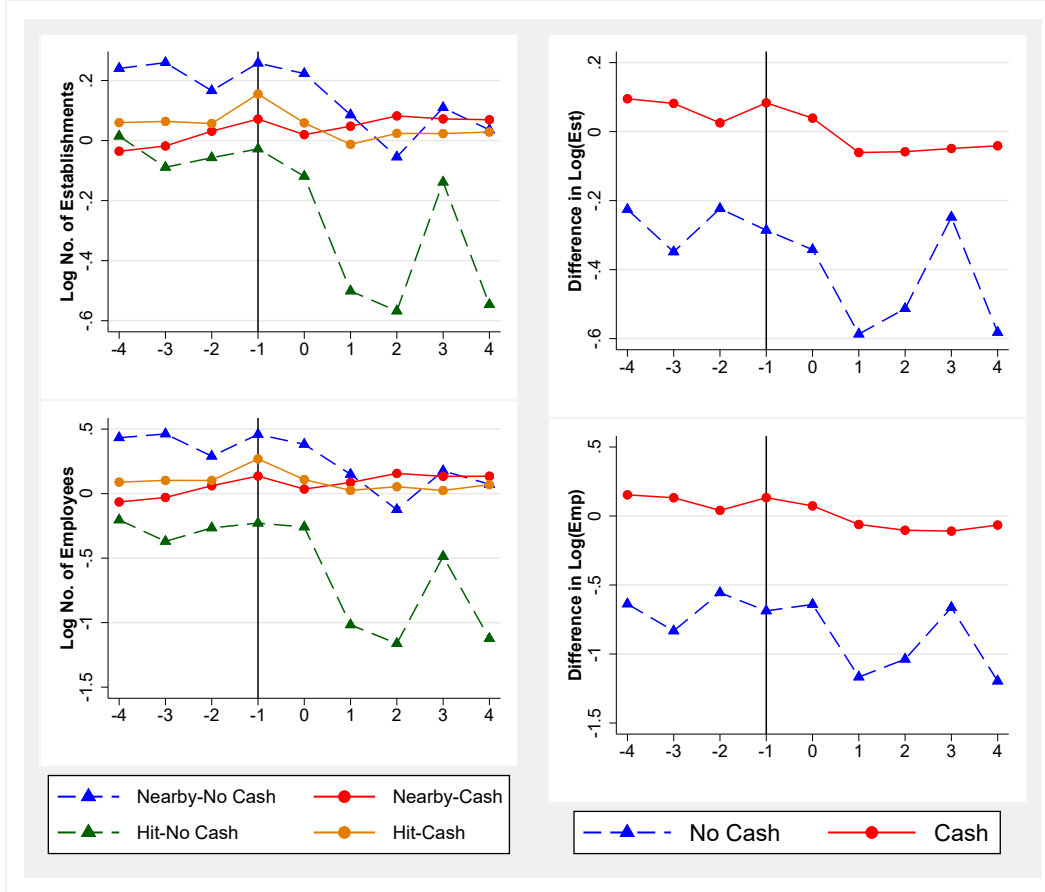 Log No. of Establishments
.2
0
-.2
-.4
-.6
-4 -3 -2 -1 0 1 2 3 4
Difference in Log(Est)
.2
0
-.2
-.4
-.6
-4 -3 -2 -1 0 1 2 3 4
Log No. of Employees
.5
0
-.5
-1
-1.5
-4 -3 -2 -1 0 1 2 3 4
Difference in Log(Emp)
.5
0
-.5
-1
-1.5
-4 -3 -2 -1 0 1 2 3 4
Nearby-No Cash Nearby-Cash
Hit-No Cash Hit-Cash
No Cash Cash